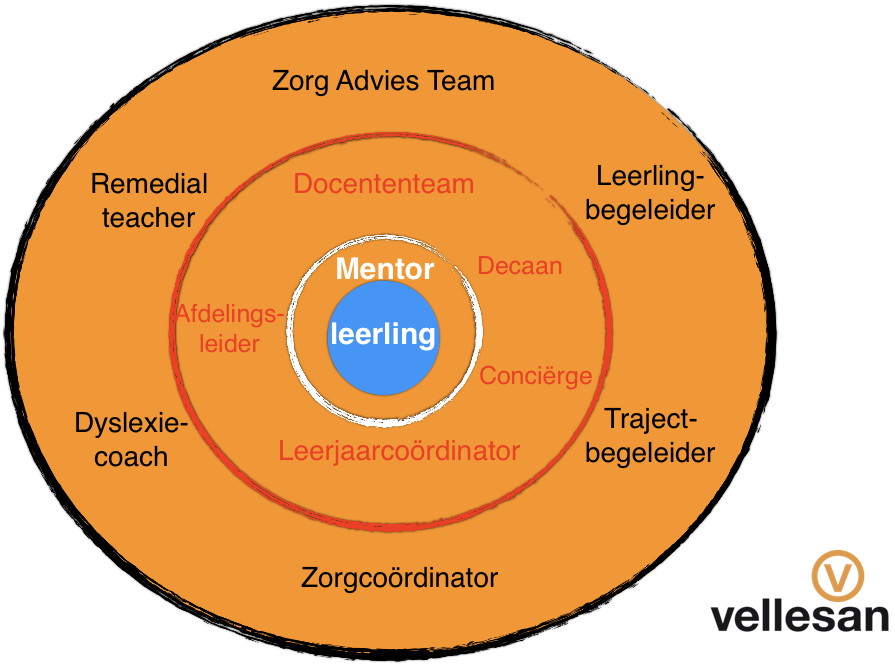 Zorg Advies Team
Remedial
teacher
Leerling-
begeleider
Docententeam
Decaan
Mentor
leerling
Afdelings-
leider
Conciërge
Leerjaarcoördinator
Dyslexie-
coach
Traject-
begeleider
Zorgcoördinator
V
vellesan